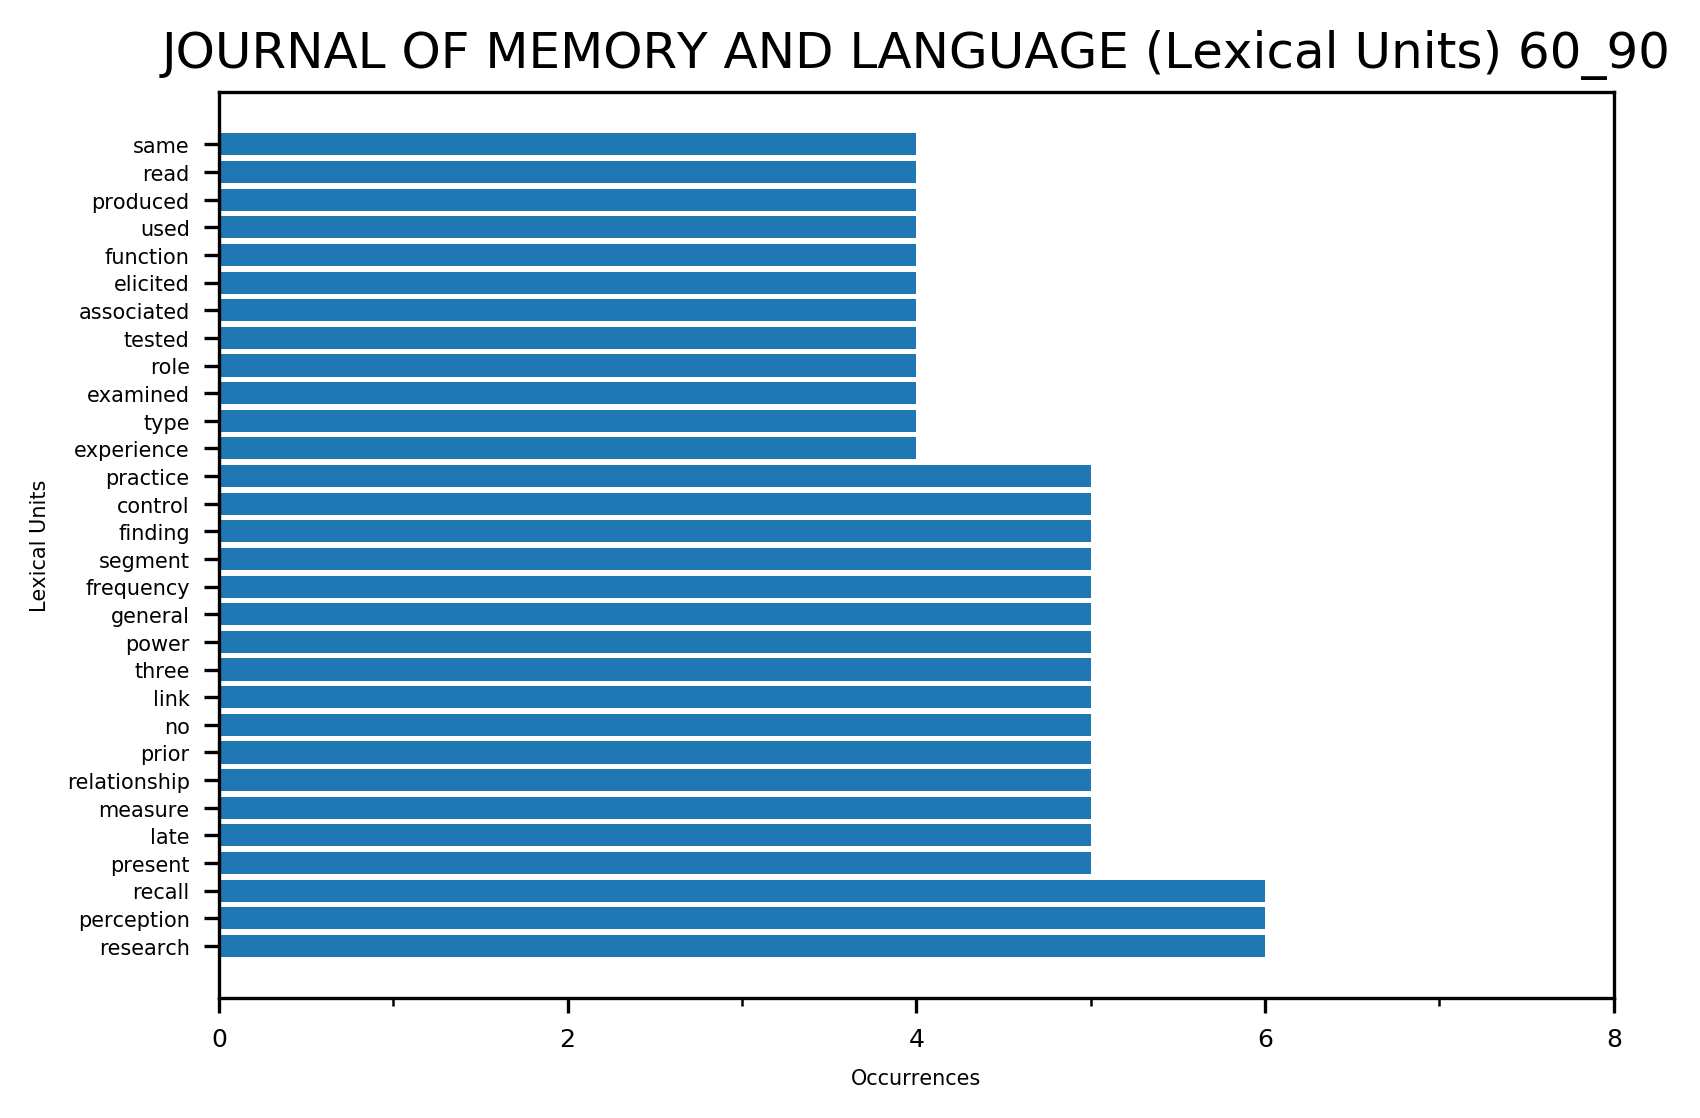 JOURNAL OF MEMORY AND LANGUAGE (Lexical Units) 60_90
same
read
produced
used
function
elicited
associated
tested
role
examined
type
experience
practice
control
finding
segment
frequency
general
power
three
link
no
prior
relationship
measure
late
present
recall
perception
research
Lexical Units
0 2 4 6 8
Occurrences